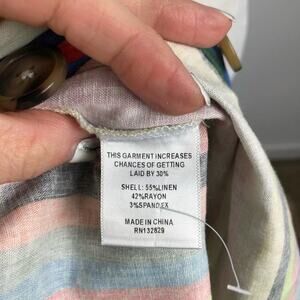 THIS GARMENT INCREASES
CHANCES OF GETTING
LAID BY 30%
SHELL: 55%LINEN
42%RAYON
3%SPANDEX
MADE IN CHINA
RN132829